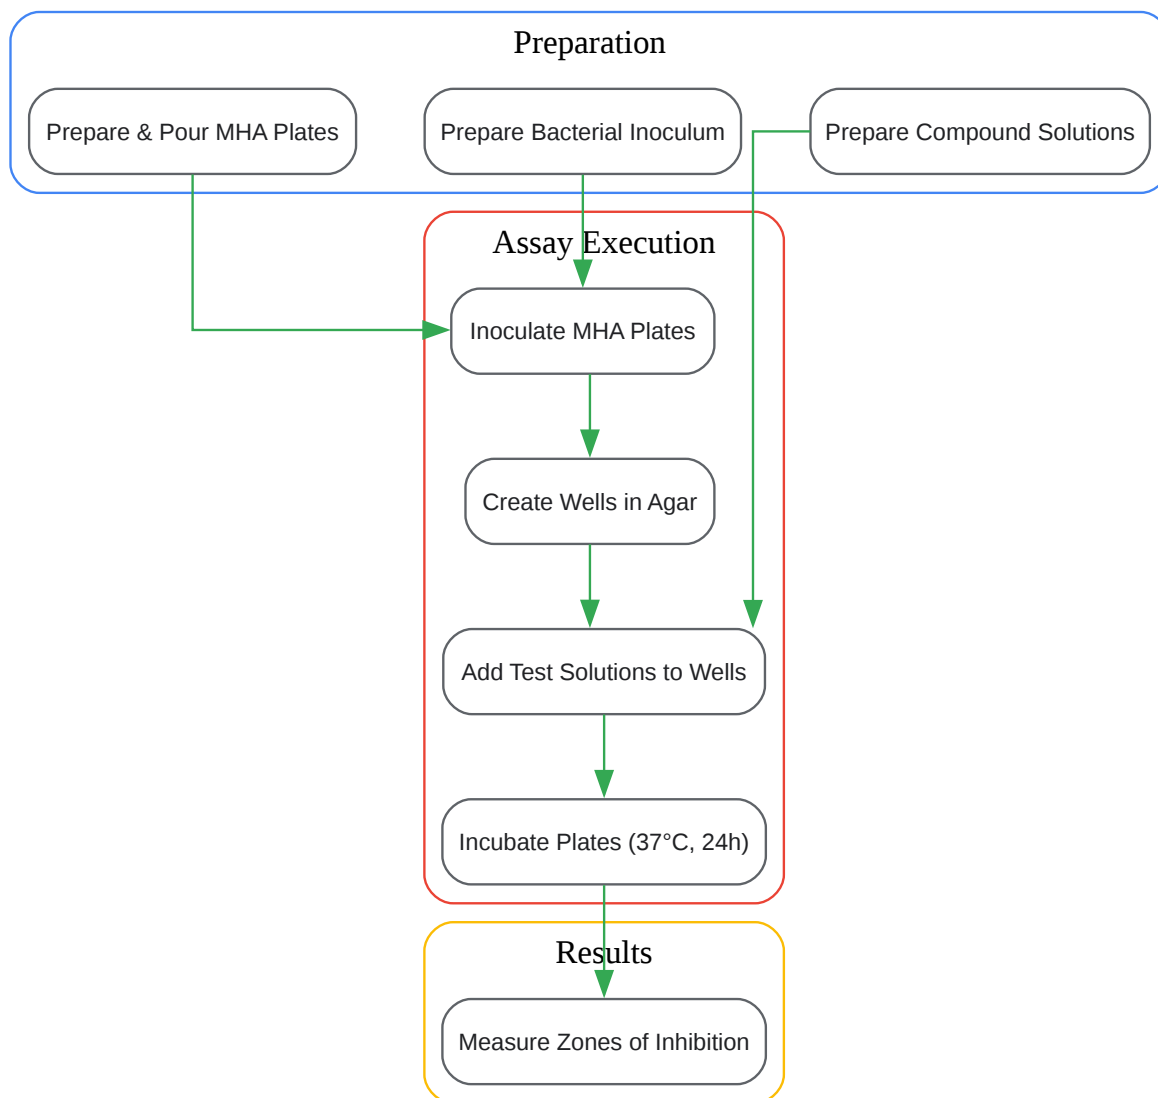 Preparation
Prepare & Pour MHA Plates
Prepare Bacterial Inoculum
Prepare Compound Solutions
Assay Execution
Inoculate MHA Plates
Create Wells in Agar
Add Test Solutions to Wells
Incubate Plates (37°C, 24h)
Results
Measure Zones of Inhibition